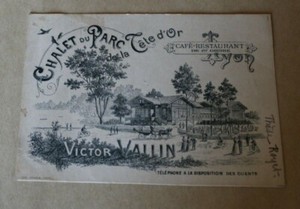 CHALET DU PARC
de la Tête d'Or
CAFÉ-RESTAURANT
LYON
VICTOR VALLIN
TÉLÉPHONE A LA DISPOSITION DES CLIENTS